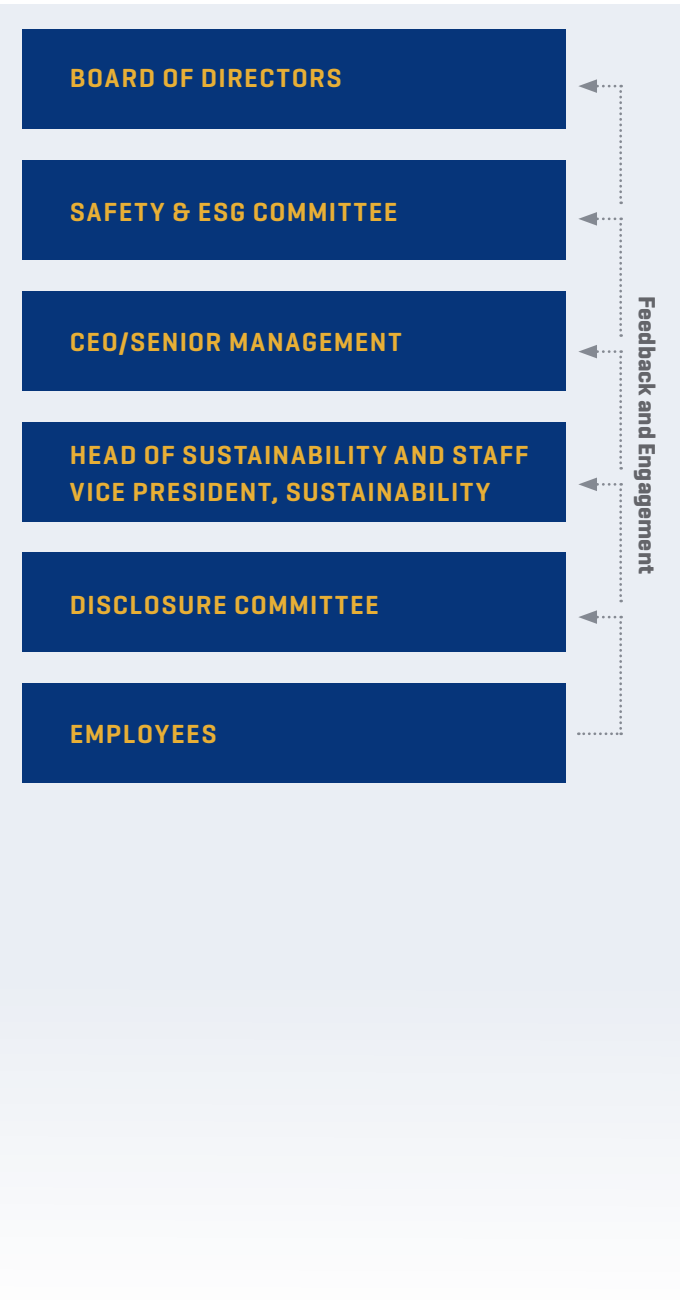 BOARD OF DIRECTORS
SAFETY & ESG COMMITTEE
CEO/SENIOR MANAGEMENT
HEAD OF SUSTAINABILITY AND STAFF
VICE PRESIDENT, SUSTAINABILITY
DISCLOSURE COMMITTEE
EMPLOYEES
Feedback and Engagement